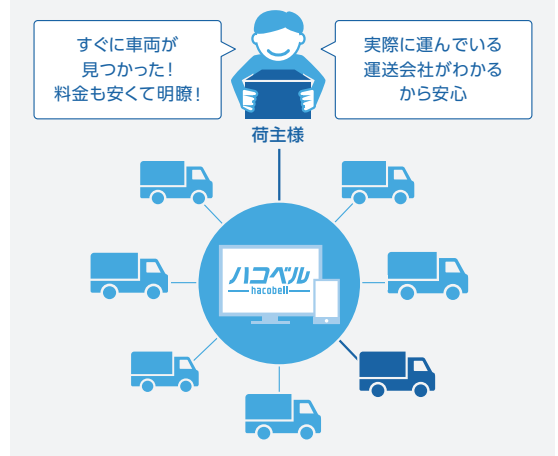 すぐに車両が
見つかった！
料金も安くて明瞭！
実際に運んでいる
運送会社がわかる
から安心
荷主様
ハコベル
hacobell